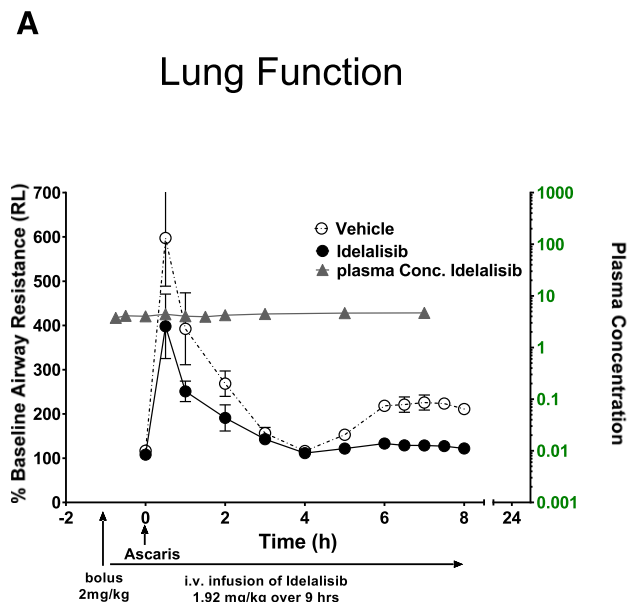 A
Lung Function
% Baseline Airway Resistance (RL)
700
600
500
400
300
200
100
0
Vehicle
Idelalisib
plasma Conc. Idelalisib
1000
100
10
1
0.1
0.01
0.001
Plasma Concentration
-2
0
2
4
6
8
24
Time (h)
Ascaris
bolus
2mg/kg
i.v. infusion of Idelalisib
1.92 mg/kg over 9 hrs